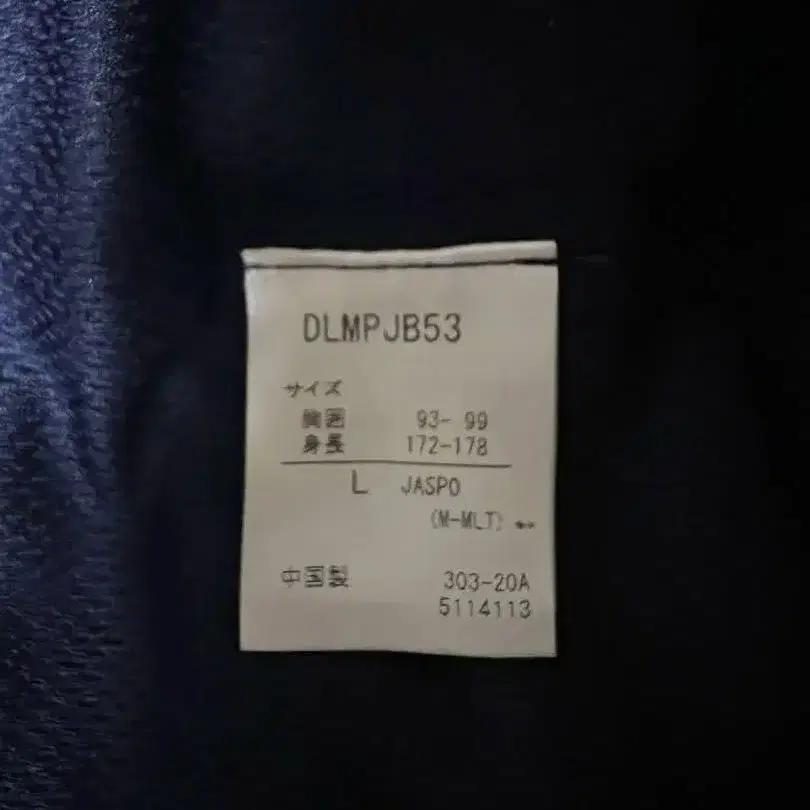 DLMPJB53
サイズ
胸囲 93- 99
身長 172-178
L JASPO
(M-MLT)
中国製 303-20A
5114113